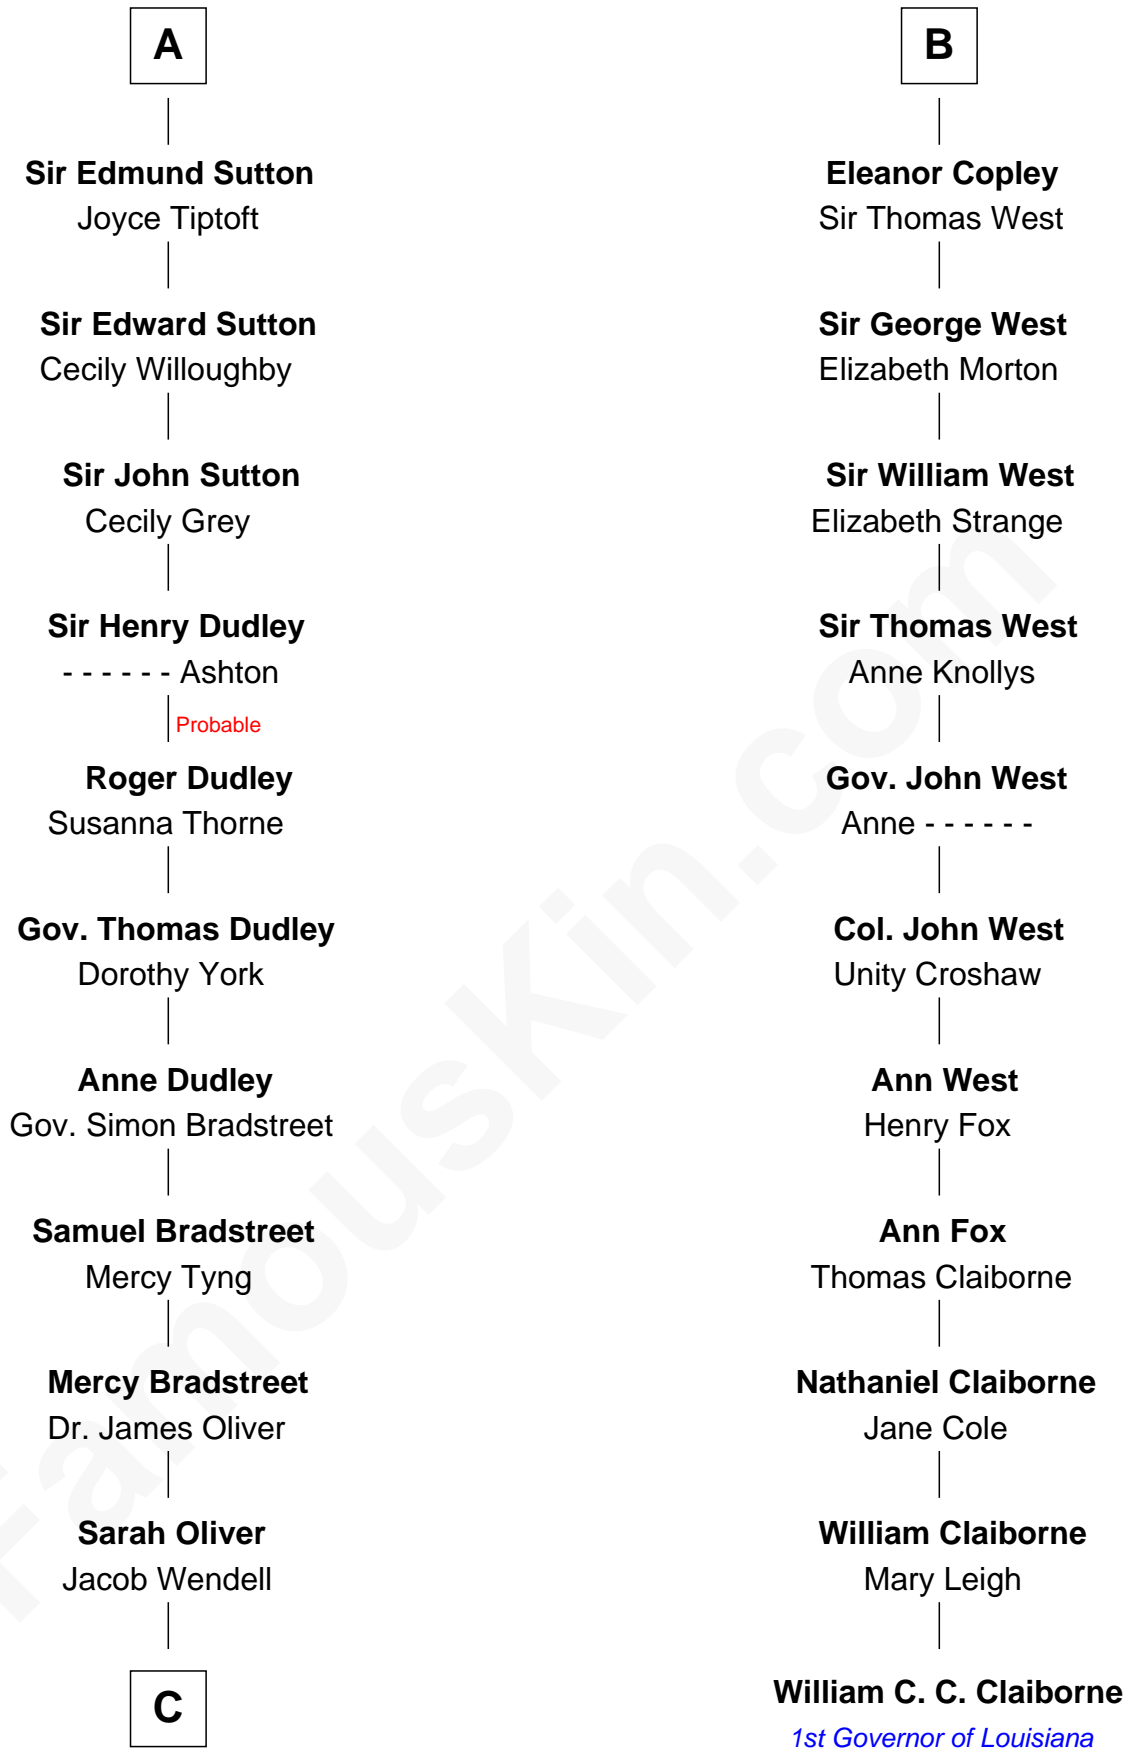 A
Sir Edmund Sutton
Joyce Tiptoft
Sir Edward Sutton
Cecily Willoughby
Sir John Sutton
Cecily Grey
Sir Henry Dudley
- - - - - - Ashton
Probable
Roger Dudley
Susanna Thorne
Gov. Thomas Dudley
Dorothy York
Anne Dudley
Gov. Simon Bradstreet
Samuel Bradstreet
Mercy Tyng
Mercy Bradstreet
Dr. James Oliver
Sarah Oliver
Jacob Wendell
C
B
Eleanor Copley
Sir Thomas West
Sir George West
Elizabeth Morton
Sir William West
Elizabeth Strange
Sir Thomas West
Anne Knollys
Gov. John West
Anne - - - - - -
Col. John West
Unity Croshaw
Ann West
Henry Fox
Ann Fox
Thomas Claiborne
Nathaniel Claiborne
Jane Cole
William Claiborne
Mary Leigh
William C. C. Claiborne
1st Governor of Louisiana
FamousKin.com